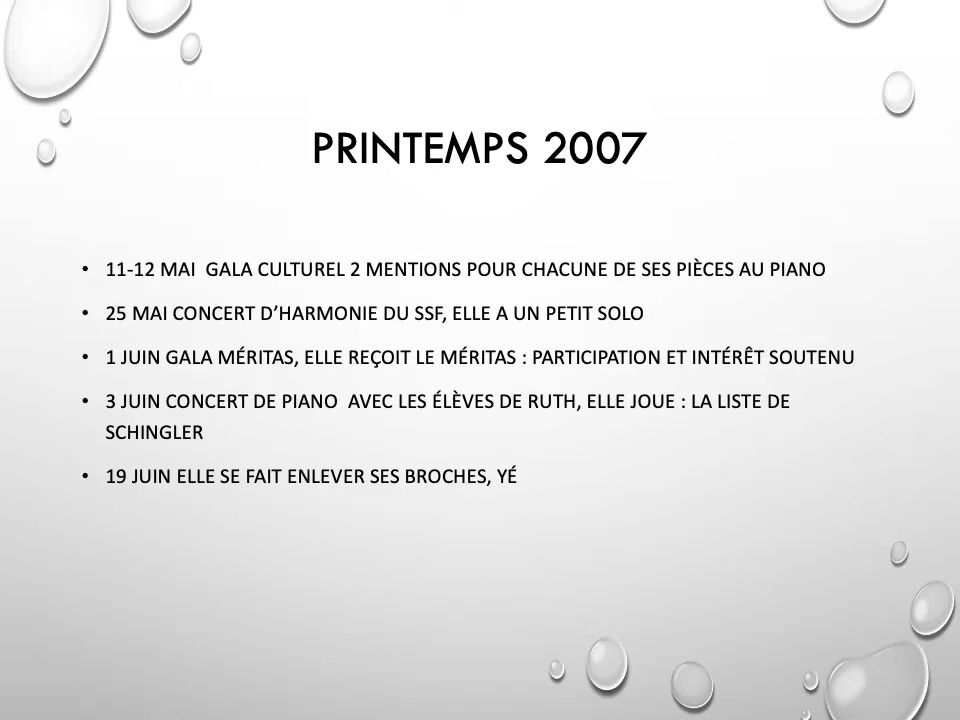 PRINTEMPS 2007
• 11-12 MAI  GALA CULTUREL 2 MENTIONS POUR CHACUNE DE SES PIÈCES AU PIANO
• 25 MAI CONCERT D’HARMONIE DU SSF, ELLE A UN PETIT SOLO
• 1 JUIN GALA MÉRITAS, ELLE REÇOIT LE MÉRITAS : PARTICIPATION ET INTÉRÊT SOUTENU
• 3 JUIN CONCERT DE PIANO  AVEC LES ÉLÈVES DE RUTH, ELLE JOUE : LA LISTE DE
SCHINGLER
• 19 JUIN ELLE SE FAIT ENLEVER SES BROCHES, YÉ